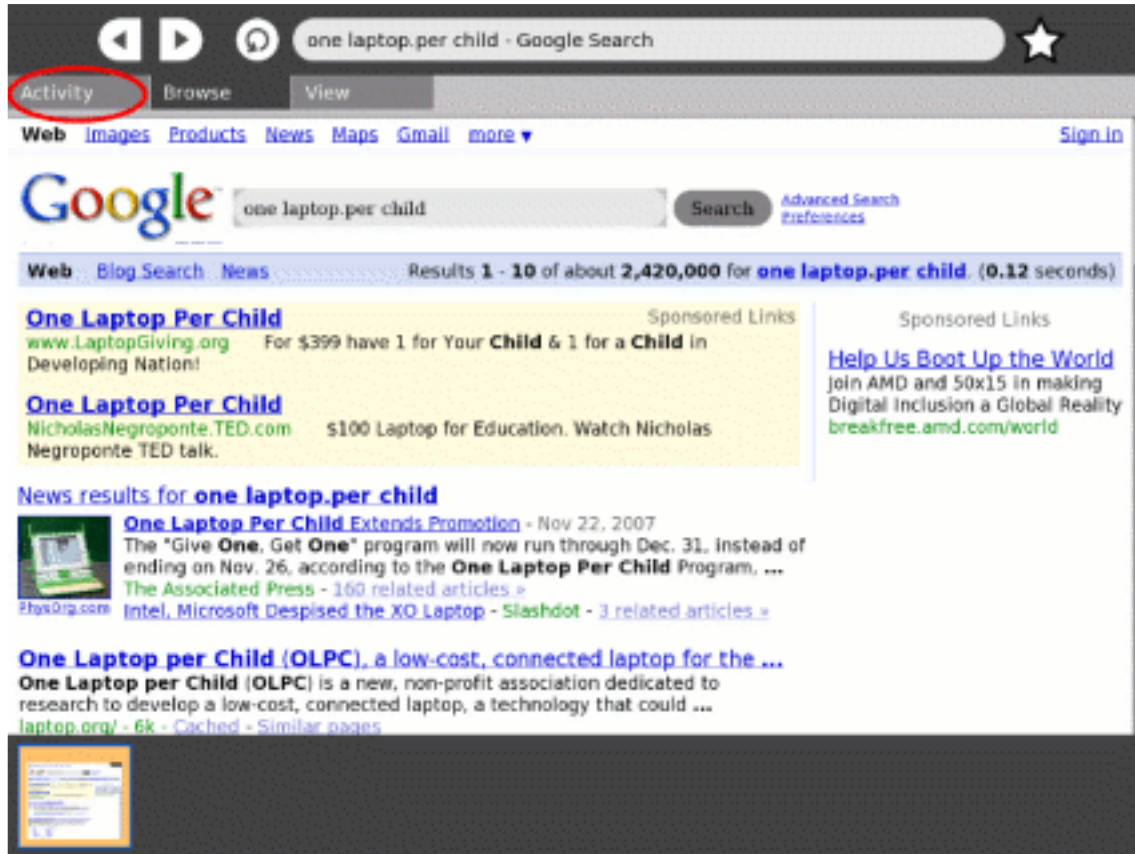 one laptop.per child - Google Search
Activity Browse View
Web Images Products News Maps Gmail more ▼ Sign in
Google one laptop.per child Search Advanced Search
Preferences
Web Blog Search News Results 1 - 10 of about 2,420,000 for one laptop.per child. (0.12 seconds)
One Laptop Per Child Sponsored Links
www.LaptopGiving.org For $399 have 1 for Your Child & 1 for a Child in
Developing Nation!
One Laptop Per Child
NicholasNegroponte.TED.com $100 Laptop for Education. Watch Nicholas
Negroponte TED talk.
Sponsored Links
Help Us Boot Up the World
Join AMD and 50x15 in making
Digital Inclusion a Global Reality
breakfree.amd.com/world
News results for one laptop.per child
One Laptop Per Child Extends Promotion - Nov 22, 2007
The "Give One, Get One" program will now run through Dec. 31, instead of
ending on Nov. 26, according to the One Laptop Per Child Program, ...
The Associated Press - 160 related articles »
PhysOrg.com Intel, Microsoft Despised the XO Laptop - Slashdot - 3 related articles »
One Laptop per Child (OLPC), a low-cost, connected laptop for the ...
One Laptop per Child (OLPC) is a new, non-profit association dedicated to
research to develop a low-cost, connected laptop, a technology that could ...
laptop.org/ - 6k - Cached - Similar pages